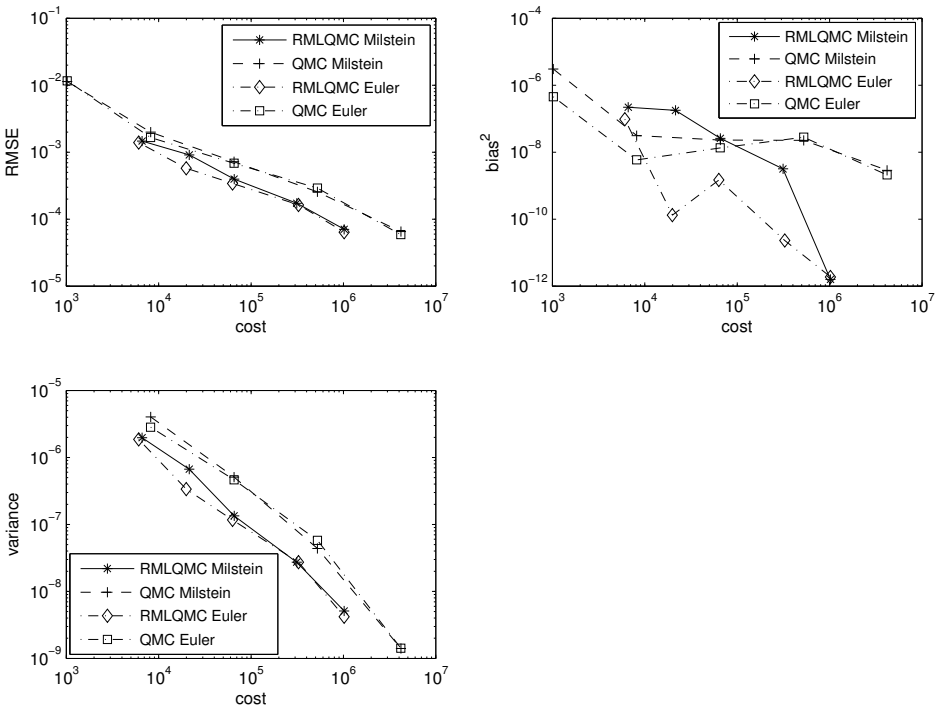 10^-1
10^-2
10^-3
10^-4
10^-5
RMSE
10^3 10^4 10^5 10^6 10^7
cost
RMLQMC Milstein
QMC Milstein
RMLQMC Euler
QMC Euler
10^-4
10^-6
10^-8
10^-10
10^-12
bias^2
10^3 10^4 10^5 10^6 10^7
cost
RMLQMC Milstein
QMC Milstein
RMLQMC Euler
QMC Euler
10^-5
10^-6
10^-7
10^-8
10^-9
variance
RMLQMC Milstein
QMC Milstein
RMLQMC Euler
QMC Euler
10^3 10^4 10^5 10^6 10^7
cost